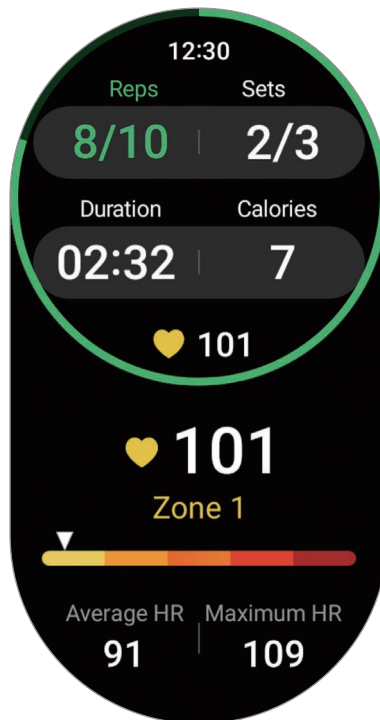 12:30
Reps Sets
8/10 2/3
Duration Calories
02:32 7
101
101
Zone 1
Average HR Maximum HR
91 109